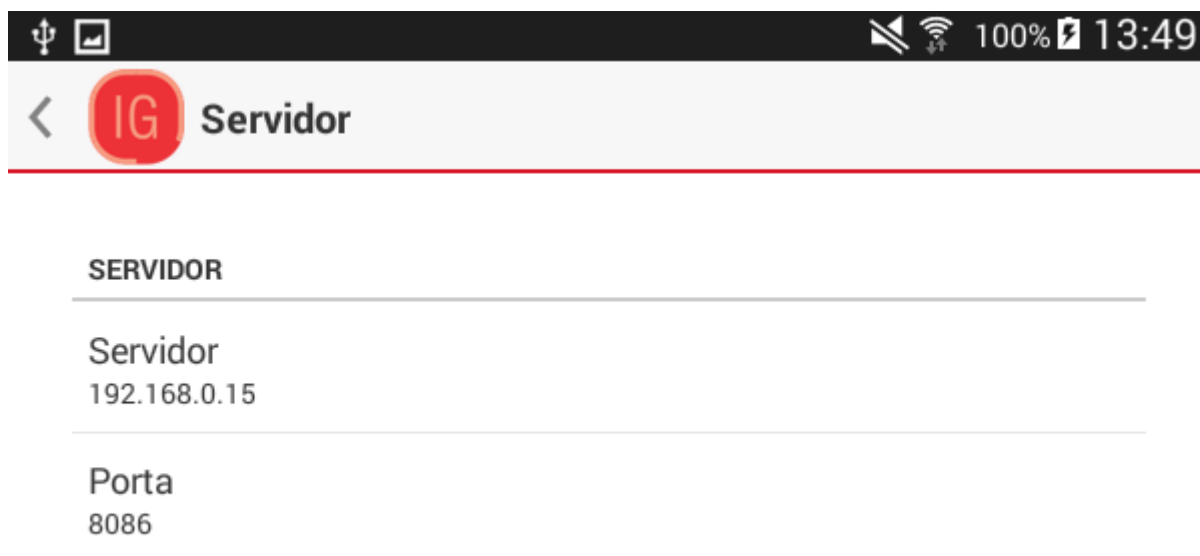 100% 13:49
IG Servidor
SERVIDOR
Servidor
192.168.0.15
Porta
8086